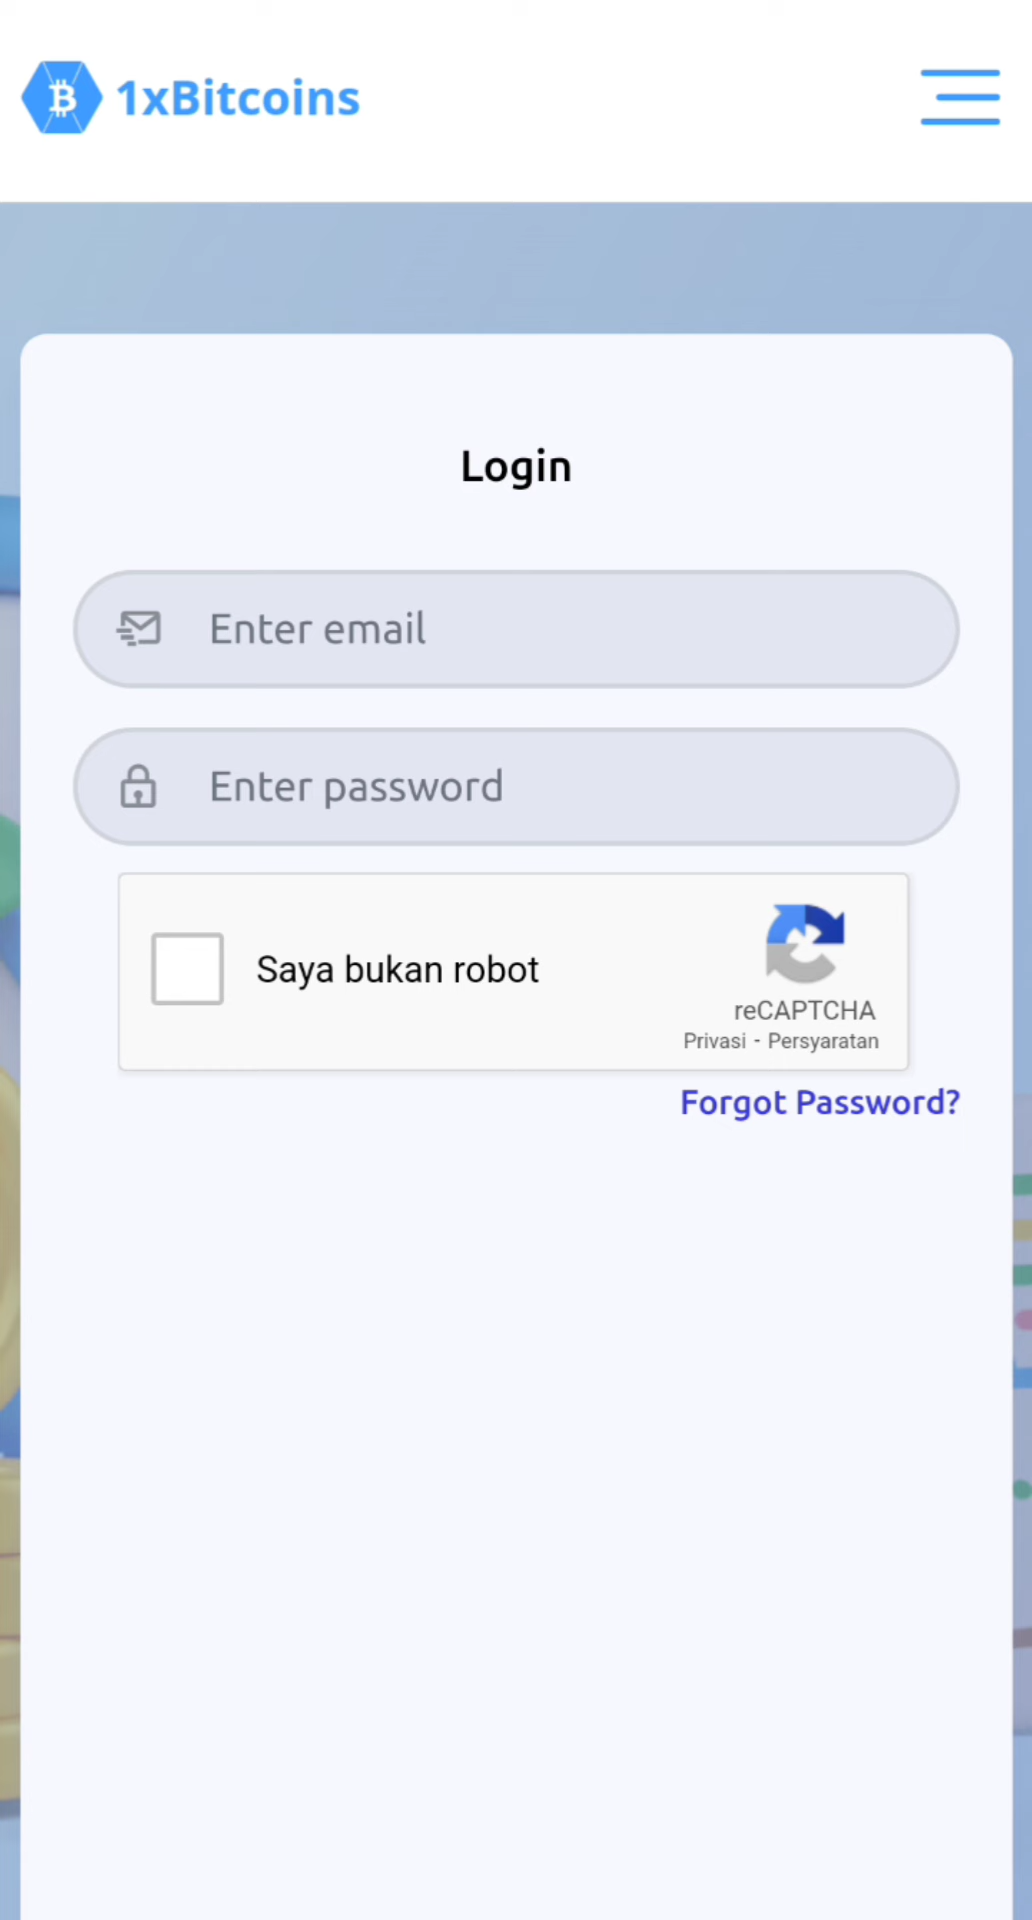 1xBitcoins
Login
Enter email
Enter password
Saya bukan robot
reCAPTCHA
Privasi - Persyaratan
Forgot Password?